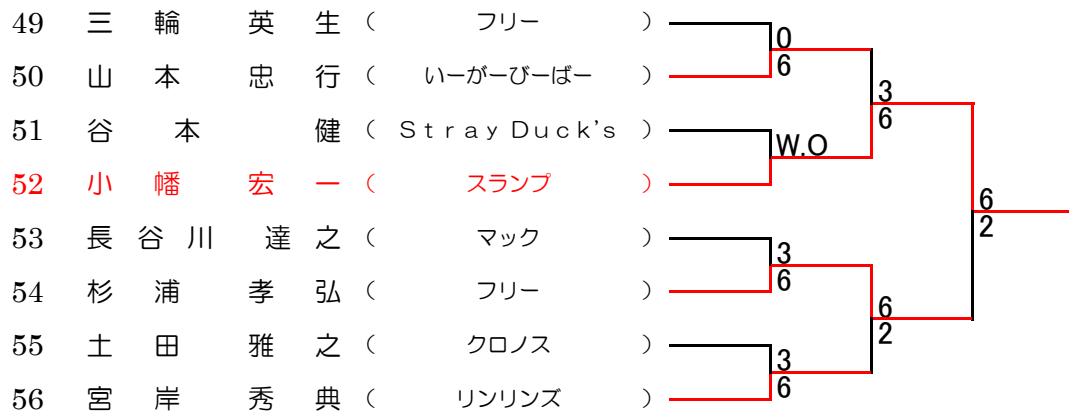 49 三輪 英生 ( フリー )
0
6
50 山本 忠行 ( いーがーびーばー )
3
6
51 谷本 健 ( Stray Duck's )
W.O
52 小幡 宏一 ( スランプ )
6
2
53 長谷川 達之 ( マック )
3
6
54 杉浦 孝弘 ( フリー )
6
2
55 土田 雅之 ( クロノス )
3
6
56 宮岸 秀典 ( リンリンズ )